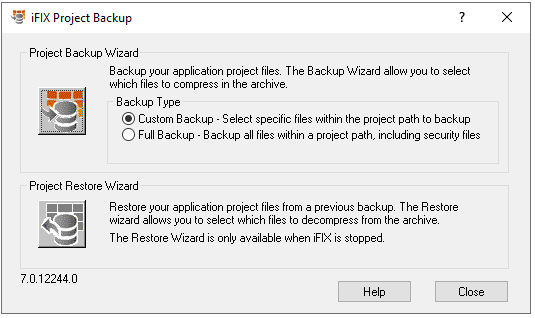 iFIX Project Backup
?
Project Backup Wizard
Backup your application project files. The Backup Wizard allow you to select
which files to compress in the archive.
Backup Type
Custom Backup - Select specific files within the project path to backup
Full Backup - Backup all files within a project path, including security files
Project Restore Wizard
Restore your application project files from a previous backup. The Restore
wizard allows you to select which files to decompress from the archive.
The Restore Wizard is only available when iFIX is stopped.
7.0.12244.0
Help
Close